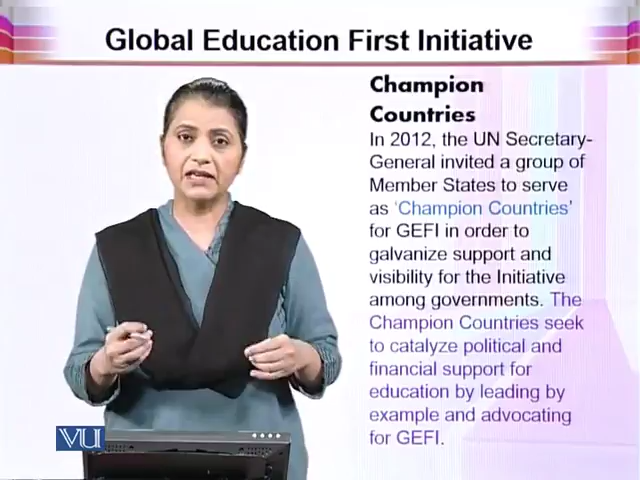 Global Education First Initiative
Champion
Countries
In 2012, the UN Secretary-
General invited a group of
Member States to serve
as ‘Champion Countries’
for GEFI in order to
galvanize support and
visibility for the Initiative
among governments. The
Champion Countries seek
to catalyze political and
financial support for
education by leading by
example and advocating
for GEFI.
VU